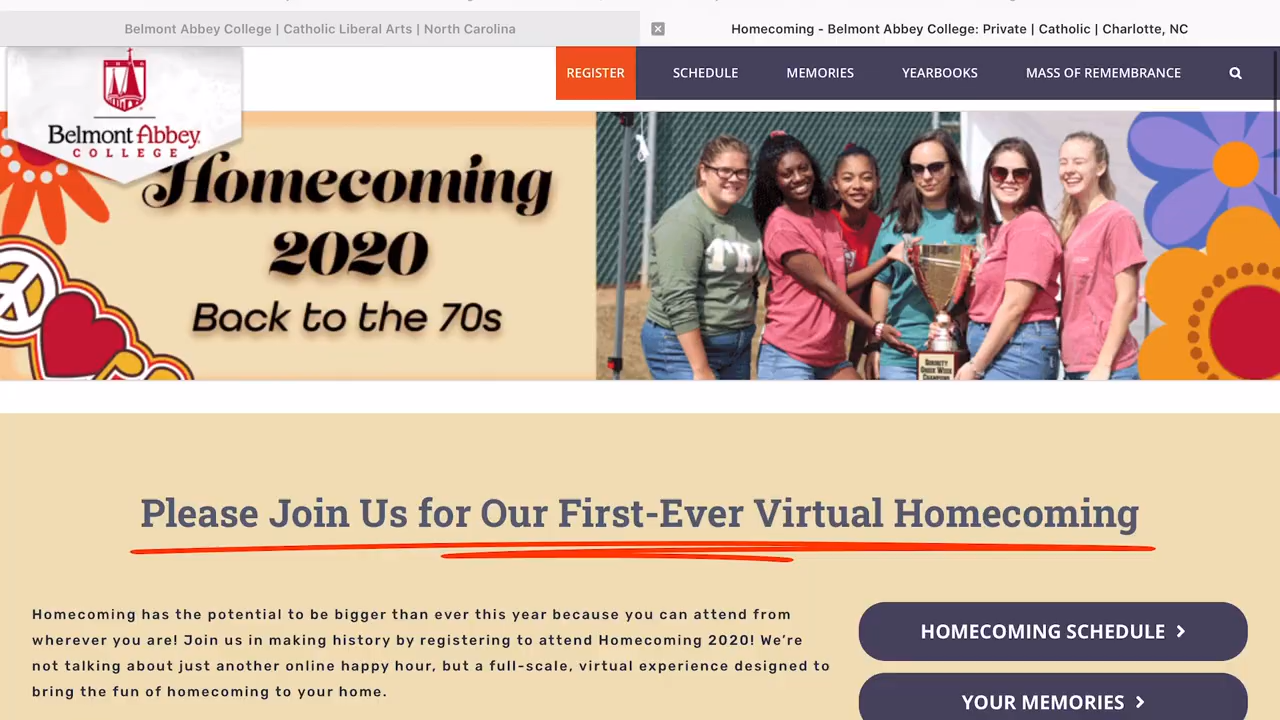 Belmont Abbey College | Catholic Liberal Arts | North Carolina
Homecoming - Belmont Abbey College: Private | Catholic | Charlotte, NC
REGISTER
SCHEDULE
MEMORIES
YEARBOOKS
MASS OF REMEMBRANCE
Belmont Abbey
COLLEGE
Homecoming
2020
Back to the 70s
SORORITY
GREEK WEEK
CHAMPIONS
Please Join Us for Our First-Ever Virtual Homecoming
Homecoming has the potential to be bigger than ever this year because you can attend from
wherever you are! Join us in making history by registering to attend Homecoming 2020! We're
not talking about just another online happy hour, but a full-scale, virtual experience designed to
bring the fun of homecoming to your home.
HOMECOMING SCHEDULE
YOUR MEMORIES